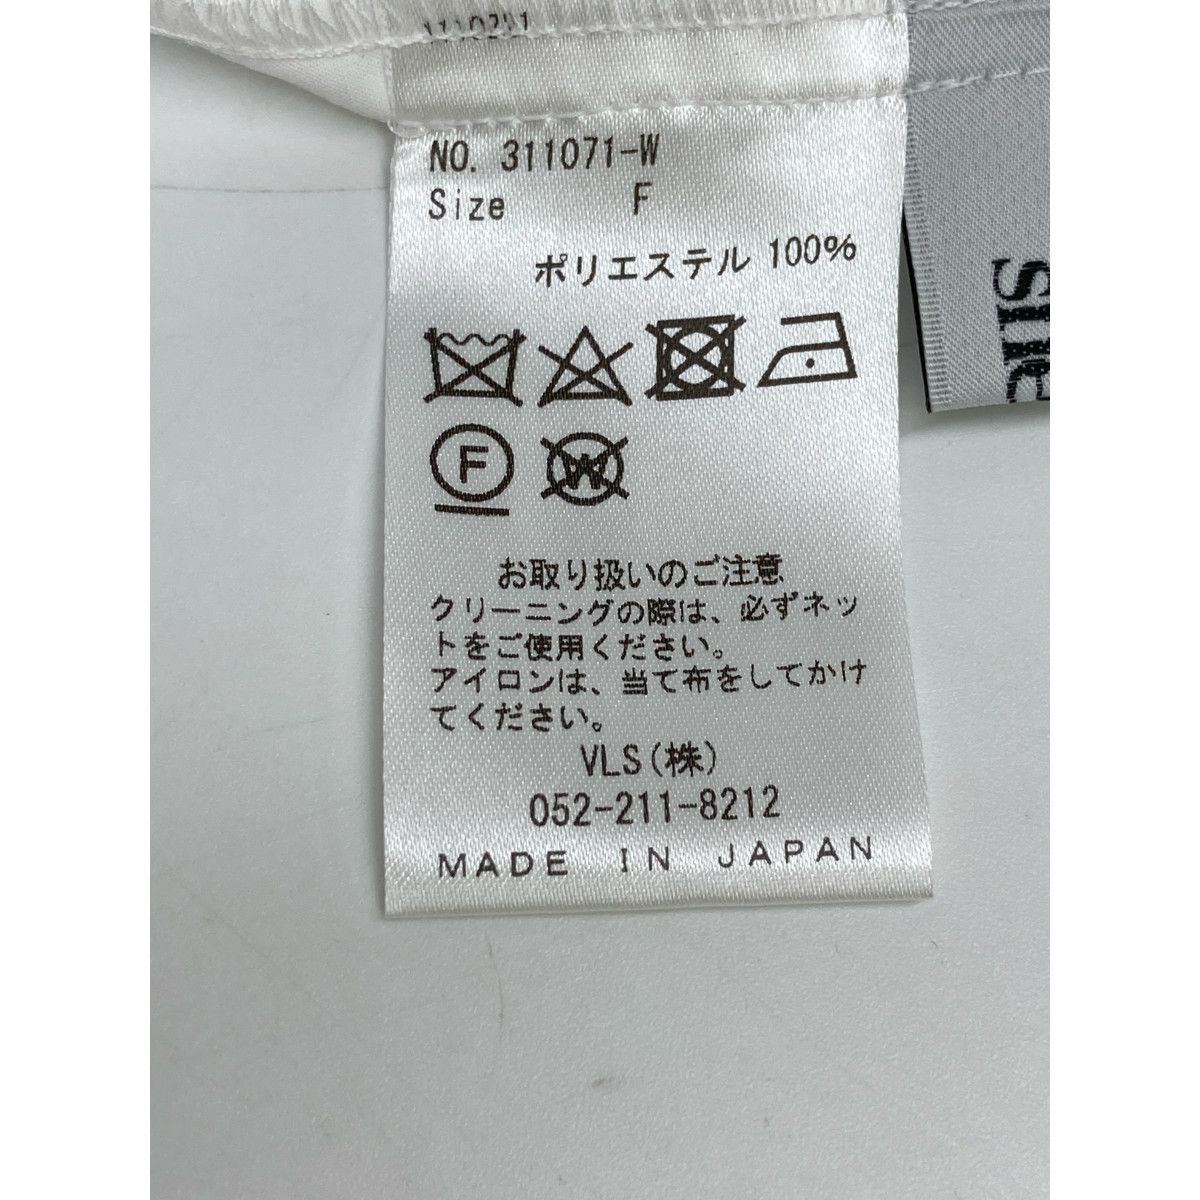 NO. 311071-W
Size F
ポリエステル 100%
F
W
お取り扱いのご注意
クリーニングの際は、必ずネッ
トをご使用ください。
アイロンは、当て布をしてかけ
てください。
VLS(株)
052-211-8212
MADE IN JAPAN